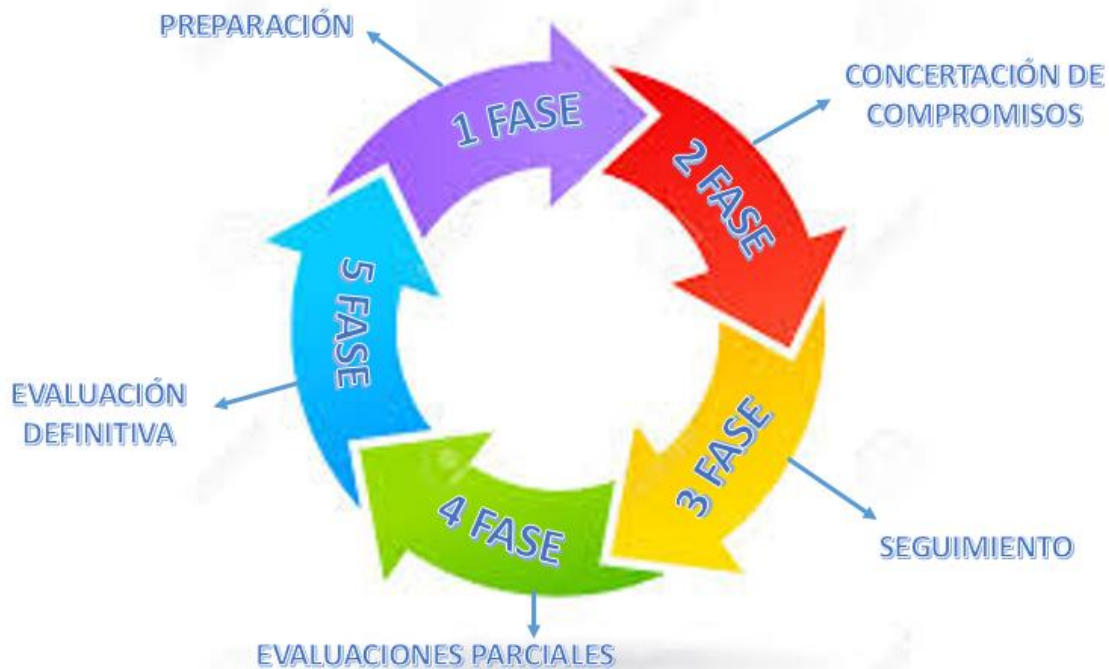 PREPARACIÓN
1 FASE
CONCERTACIÓN DE
COMPROMISOS
2 FASE
3 FASE
SEGUIMIENTO
4 FASE
EVALUACIONES PARCIALES
5 FASE
EVALUACIÓN
DEFINITIVA